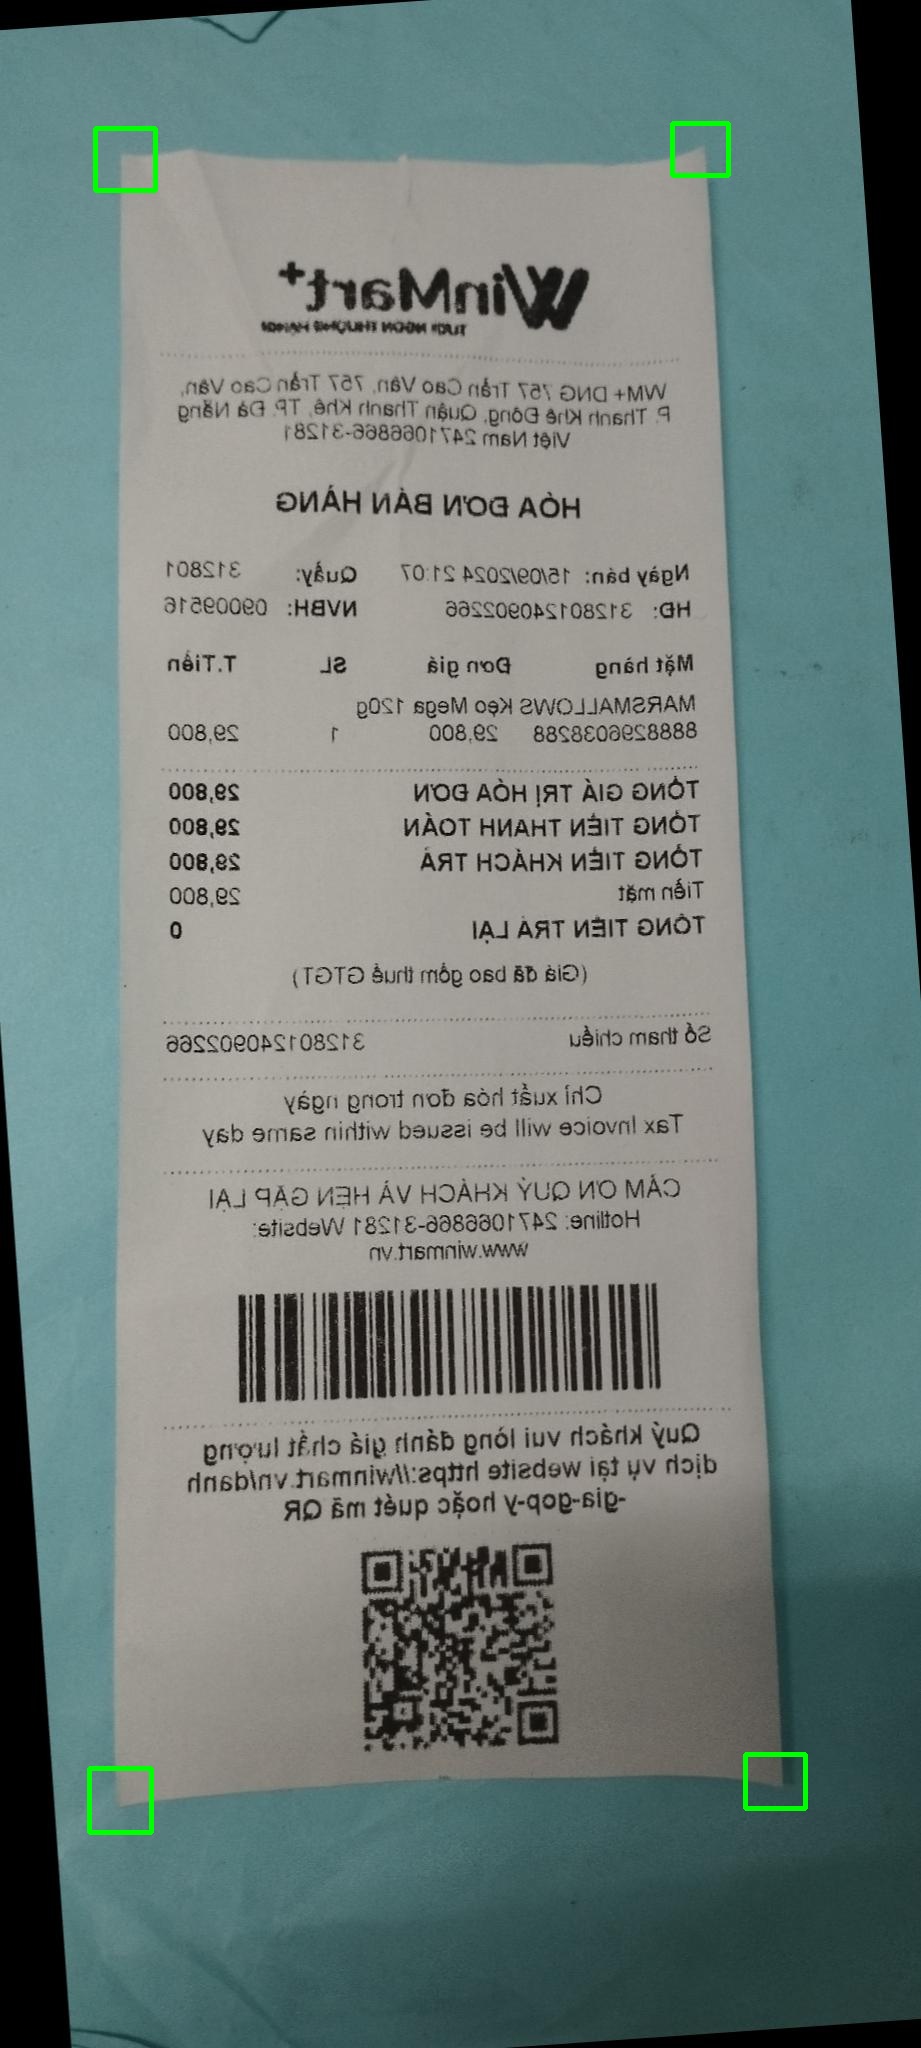 WinMart+
TƯƠI NGON THƯỢNG HẠNG!
WM+ DNG 757 Trần Cao Vân, 757 Trần Cao Vân,
P. Thanh Khê Đông, Quận Thanh Khê, TP. Đà Nẵng
Việt Nam 2471066866-31281
HÓA ĐƠN BÁN HÀNG
Ngày bán: 15/09/2024 21:07 Quầy: 312801
HĐ: 3128012409022​66 NVBH: 09009516
Mặt hàng Đơn giá SL T.Tiền
MARSMALLOWS Kẹo Mega 120g
8888296038288 29,800 1 29,800
TỔNG GIÁ TRỊ HÓA ĐƠN 29,800
TỔNG TIỀN THANH TOÁN 29,800
TỔNG TIỀN KHÁCH TRẢ 29,800
Tiền mặt 29,800
TỔNG TIỀN TRẢ LẠI 0
(Giá đã bao gồm thuế GTGT)
Số tham chiếu 312801240902266
Chỉ xuất hóa đơn trong ngày
Tax Invoice will be issued within same day
CẢM ƠN QUÝ KHÁCH VÀ HẸN GẶP LẠI
Hotline: 2471066866-31281 Website:
www.winmart.vn
Quý khách vui lòng đánh giá chất lượng
dịch vụ tại website https://winmart.vn/danh
-gia-gop-y hoặc quét mã QR